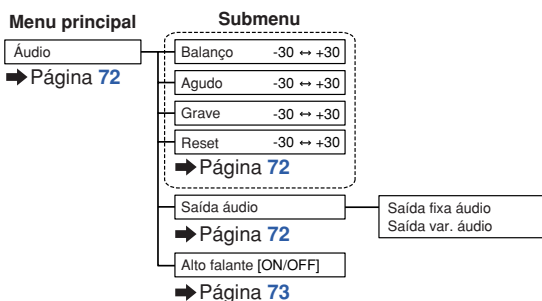 Menu principal
Submenu
Áudio
➡ Página 72
Balanço -30 ↔ +30
Agudo -30 ↔ +30
Grave -30 ↔ +30
Reset -30 ↔ +30
➡ Página 72
Saída áudio
Saída fixa áudio
Saída var. áudio
➡ Página 72
Alto falante [ON/OFF]
➡ Página 73